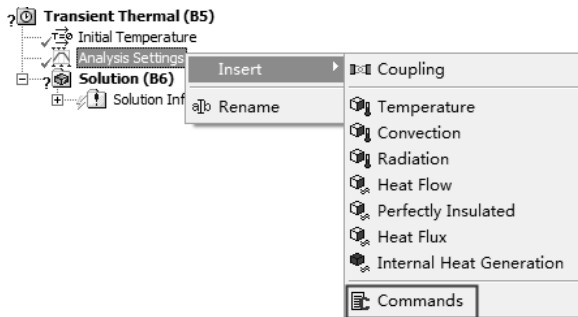 Transient Thermal (B5)
Initial Temperature
Analysis Settings
Solution (B6)
Solution Inf
Insert
Rename
Coupling
Temperature
Convection
Radiation
Heat Flow
Perfectly Insulated
Heat Flux
Internal Heat Generation
Commands